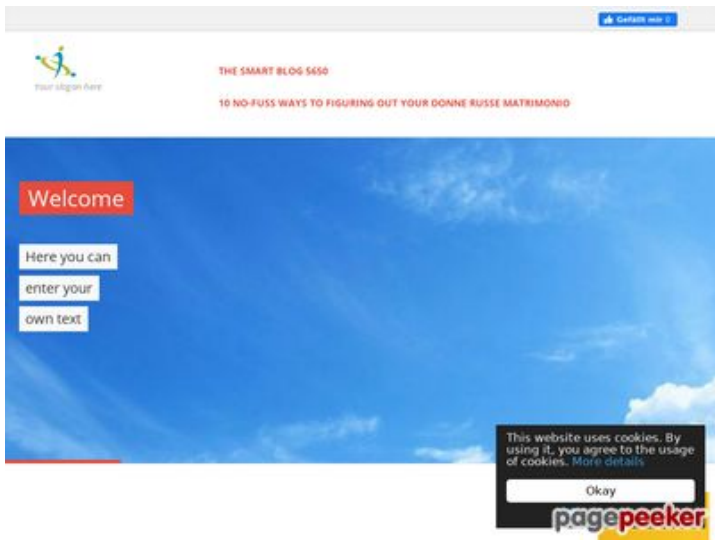 Gefällt mir 0
Your slogan here
THE SMART BLOG 5650
10 NO-FUSS WAYS TO FIGURING OUT YOUR DONNE RUSSE MATRIMONIO
Welcome
Here you can
enter your
own text
This website uses cookies. By
using it, you agree to the usage
of cookies. More details
Okay
pagepeeker